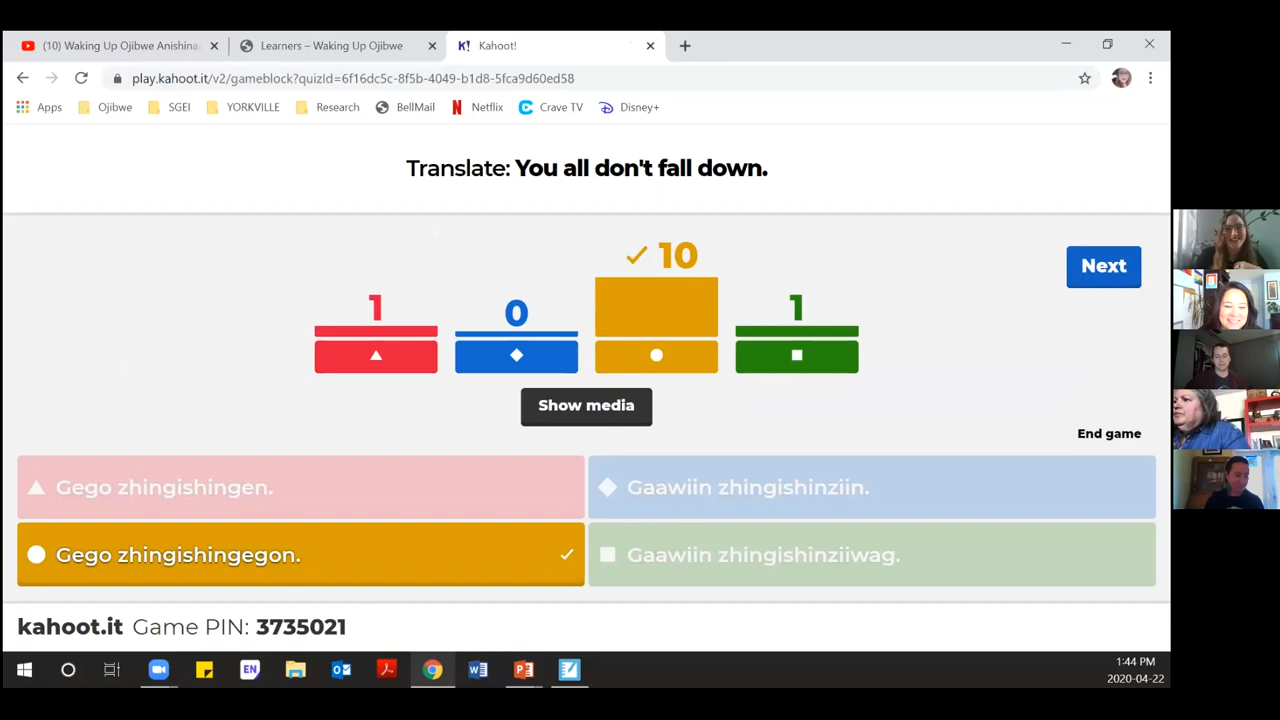 (10) Waking Up Ojibwe Anishina
Learners – Waking Up Ojibwe
K! Kahoot!
play.kahoot.it/v2/gameblock?quizId=6f16dc5c-8f5b-4049-b1d8-5fca9d60ed58
Apps Ojibwe SGEI YORKVILLE Research BellMail Netflix Crave TV Disney+
Translate: You all don't fall down.
1
0
10
1
Next
Show media
End game
Gego zhingishingen.
Gaawiin zhingishinziin.
Gego zhingishingegon.
Gaawiin zhingishinziiwag.
kahoot.it Game PIN: 3735021
EN
1:44 PM
2020-04-22